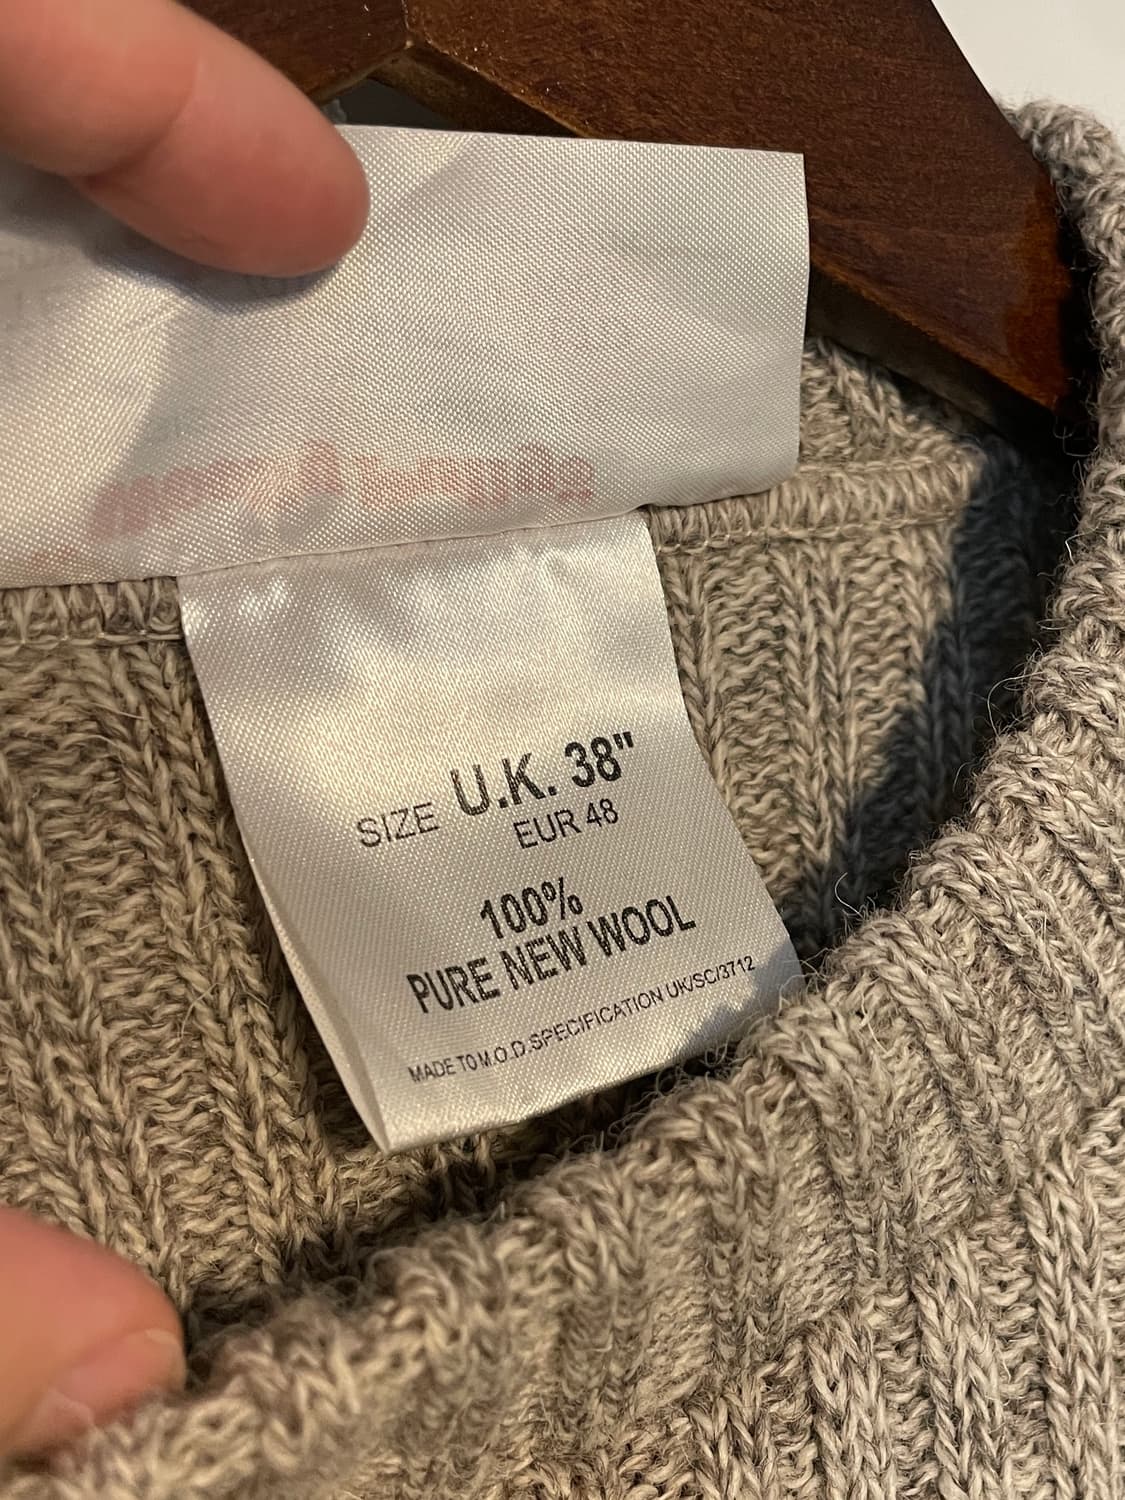 SIZE U.K. 38"
EUR 48
100%
PURE NEW WOOL
MADE TO M.O.D.SPECIFICATION UK/SC/3712